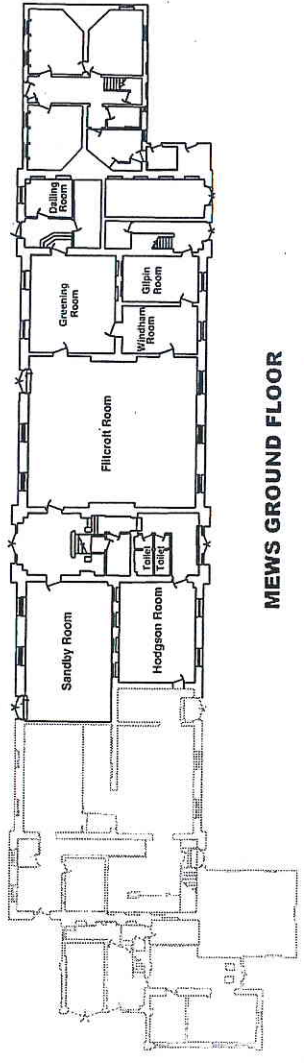 Dalling
Room
Greening
Room
Gilpin
Room
Windham
Room
Flitcroft Room
Toilet
Toilet
Sandby Room
Hodgson Room
MEWS GROUND FLOOR